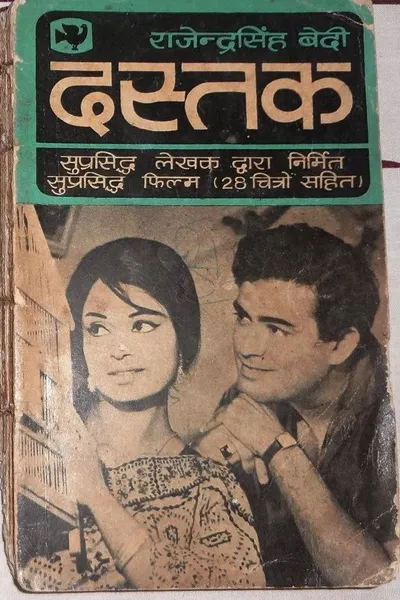 राजेन्द्रसिंह बेदी
दस्तक
सुप्रसिद्ध लेखक द्वारा निर्मित
सुप्रसिद्ध फिल्म (28 चित्रों सहित)